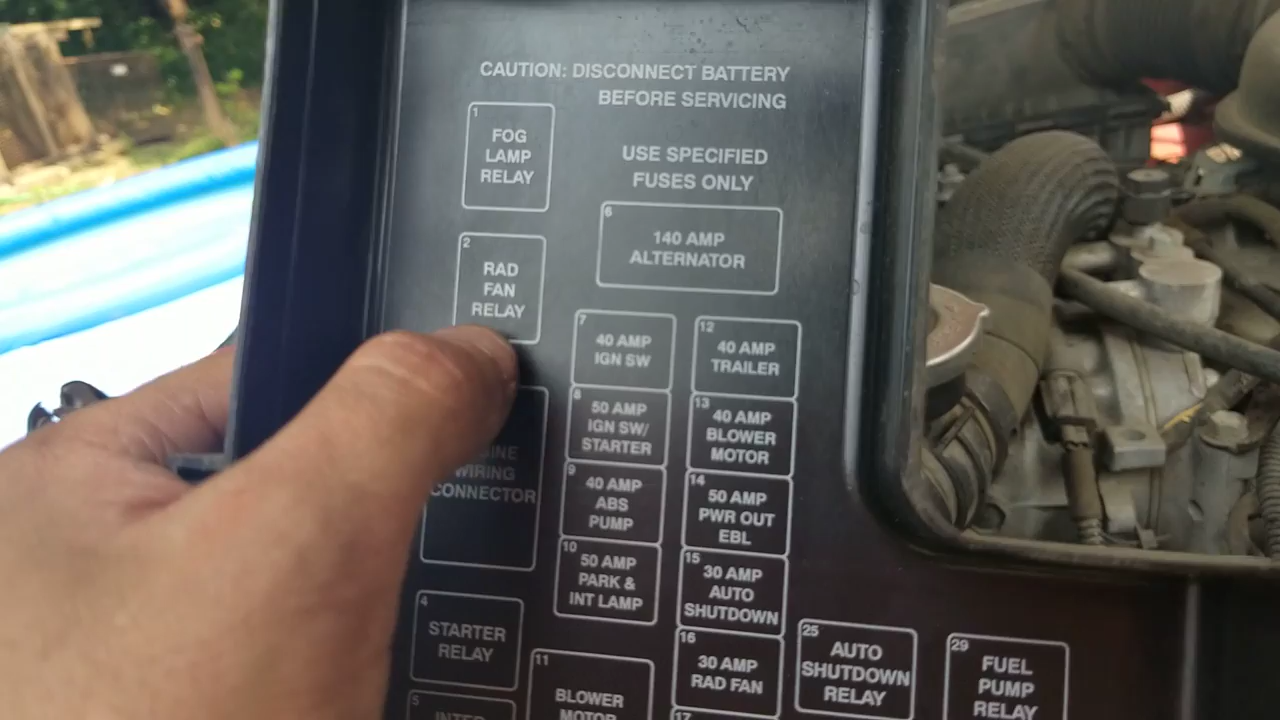 CAUTION: DISCONNECT BATTERY
BEFORE SERVICING
1
FOG
LAMP
RELAY
USE SPECIFIED
FUSES ONLY
6
140 AMP
ALTERNATOR
2
RAD
FAN
RELAY
7
40 AMP
IGN SW
12
40 AMP
TRAILER
8
50 AMP
IGN SW/
STARTER
13
40 AMP
BLOWER
MOTOR
WIRING
CONNECTOR
9
40 AMP
ABS
PUMP
14
50 AMP
PWR OUT
EBL
10
50 AMP
PARK &
INT LAMP
15
30 AMP
AUTO
SHUTDOWN
4
STARTER
RELAY
16
30 AMP
RAD FAN
25
AUTO
SHUTDOWN
RELAY
29
FUEL
PUMP
RELAY
11
BLOWER
MOTOR
5
INTER
17